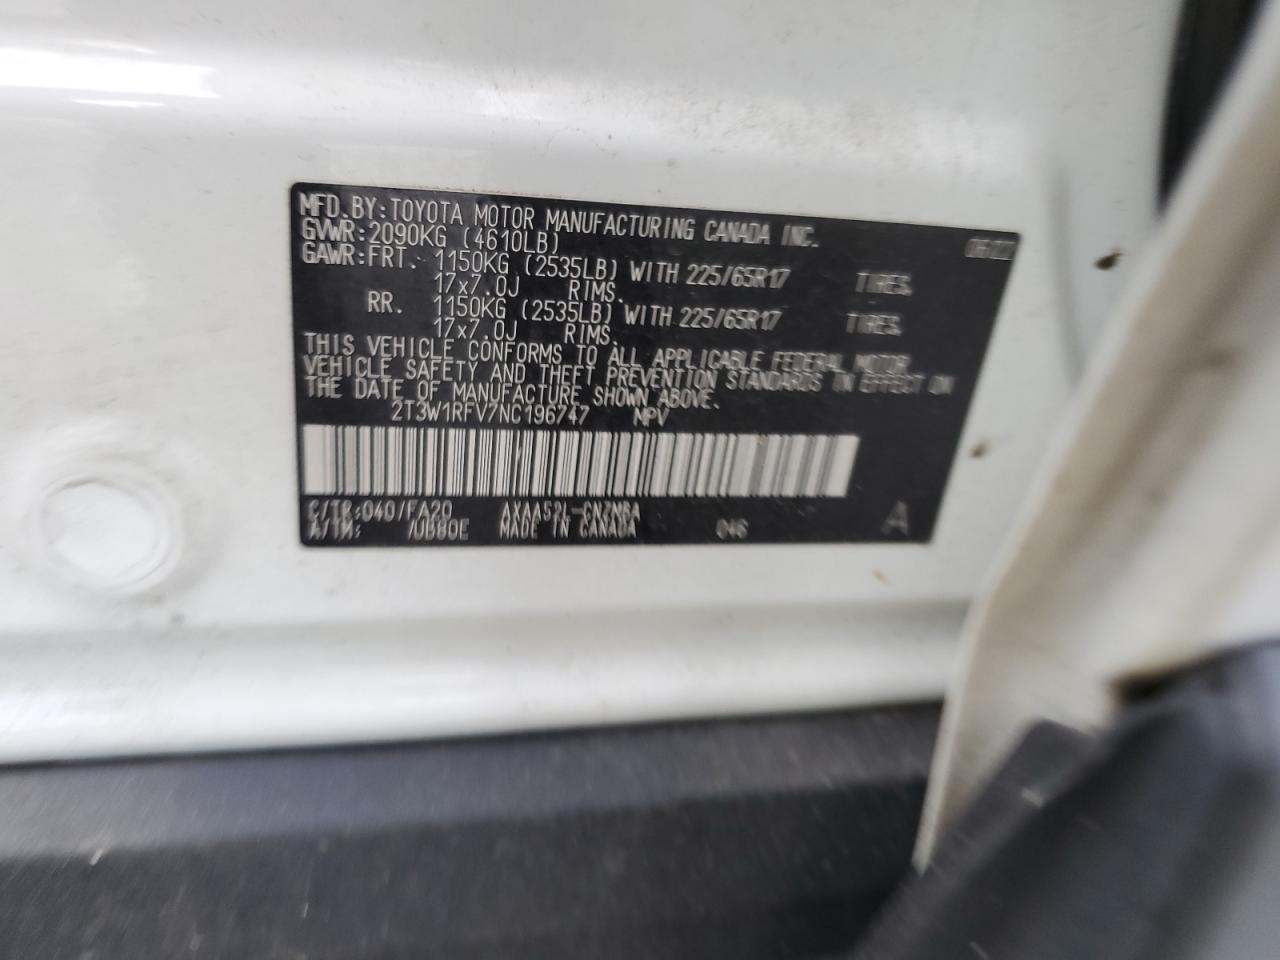 MFD.BY:TOYOTA MOTOR MANUFACTURING CANADA INC. 06/22
GVWR:2090KG (4610LB)
GAWR:FRT. 1150KG (2535LB) WITH 225/65R17 TIRES.
17x7.0J RIMS.
RR. 1150KG (2535LB) WITH 225/65R17 TIRES.
17x7.0J RIMS.
THIS VEHICLE CONFORMS TO ALL APPLICABLE FEDERAL MOTOR
VEHICLE SAFETY AND THEFT PREVENTION STANDARDS IN EFFECT ON
THE DATE OF MANUFACTURE SHOWN ABOVE.
2T3W1RFV7NC196747 MPV
C/TR:040/FA20 
A/TM: /UB80E MADE IN CANADA A